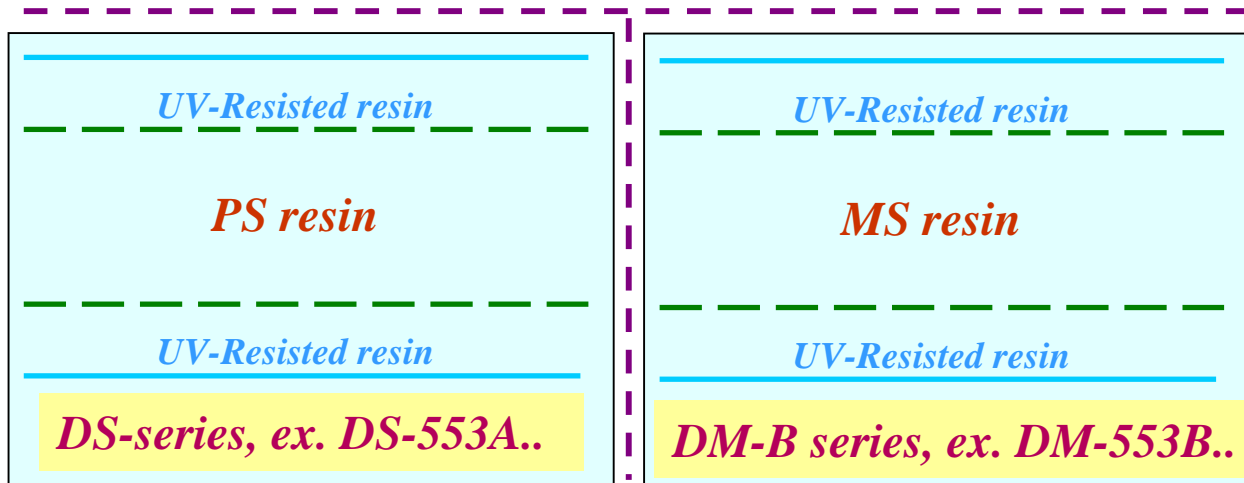 UV-Resisted resin
PS resin
UV-Resisted resin
DS-series, ex. DS-553A..
UV-Resisted resin
MS resin
UV-Resisted resin
DM-B series, ex. DM-553B..